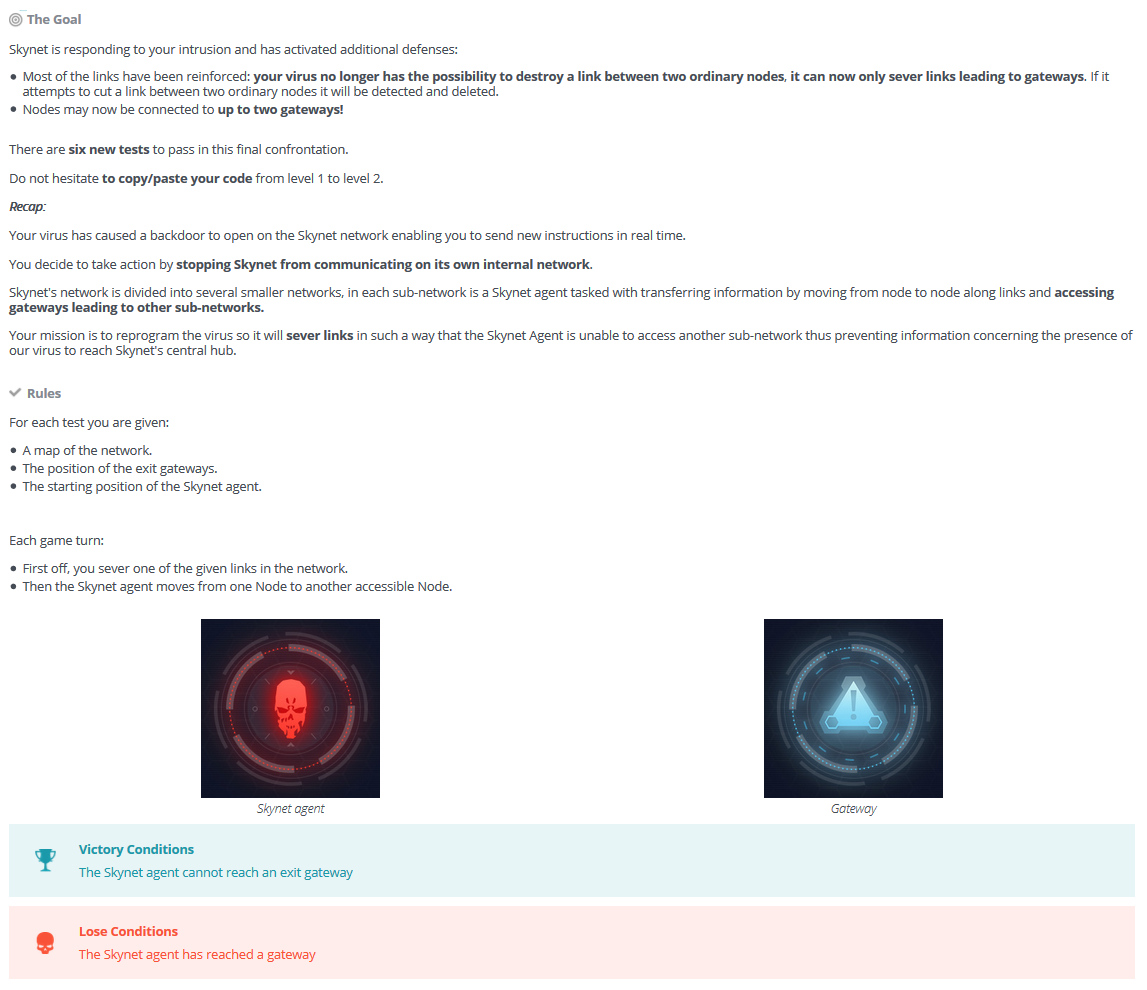 The Goal
Skynet is responding to your intrusion and has activated additional defenses:
• Most of the links have been reinforced: your virus no longer has the possibility to destroy a link between two ordinary nodes, it can now only sever links leading to gateways. If it
attempts to cut a link between two ordinary nodes it will be detected and deleted.
• Nodes may now be connected to up to two gateways!
There are six new tests to pass in this final confrontation.
Do not hesitate to copy/paste your code from level 1 to level 2.
Recap:
Your virus has caused a backdoor to open on the Skynet network enabling you to send new instructions in real time.
You decide to take action by stopping Skynet from communicating on its own internal network.
Skynet's network is divided into several smaller networks, in each sub-network is a Skynet agent tasked with transferring information by moving from node to node along links and accessing
gateways leading to other sub-networks.
Your mission is to reprogram the virus so it will sever links in such a way that the Skynet Agent is unable to access another sub-network thus preventing information concerning the presence of
our virus to reach Skynet's central hub.
Rules
For each test you are given:
• A map of the network.
• The position of the exit gateways.
• The starting position of the Skynet agent.
Each game turn:
• First off, you sever one of the given links in the network.
• Then the Skynet agent moves from one Node to another accessible Node.
Skynet agent
Gateway
Victory Conditions
The Skynet agent cannot reach an exit gateway
Lose Conditions
The Skynet agent has reached a gateway